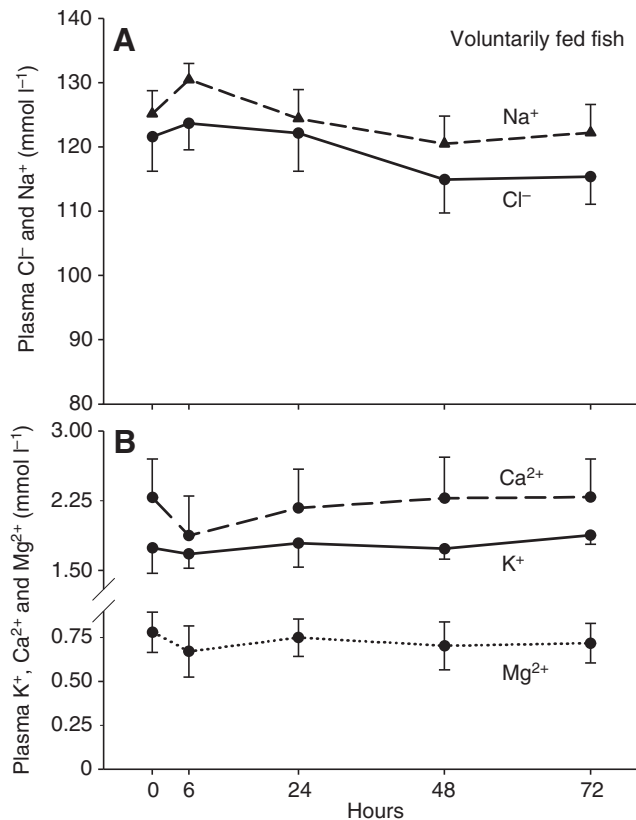 A
Voluntarily fed fish
Plasma Cl⁻ and Na⁺ (mmol l⁻¹)
140
130
120
110
100
90
80
Na⁺
Cl⁻
B
Plasma K⁺, Ca²⁺ and Mg²⁺ (mmol l⁻¹)
3.00
2.25
1.50
0.75
0.50
0.25
0
Ca²⁺
K⁺
Mg²⁺
0 6 24 48 72
Hours